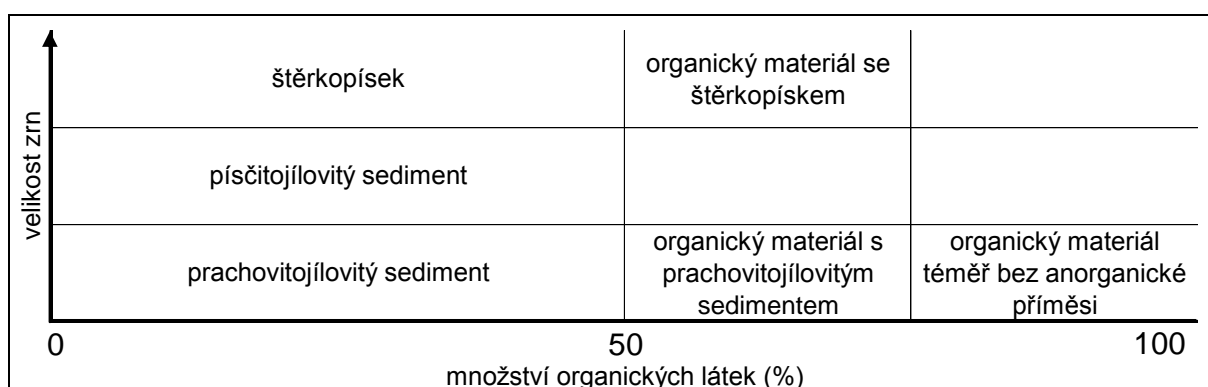 velikost zrn
štěrkopísek
organický materiál se
štěrkopískem
písčitojílovitý sediment
prachovitojílovitý sediment
organický materiál s
prachovitojílovitým
sedimentem
organický materiál
téměř bez anorganické
příměsi
0
50
100
množství organických látek (%)